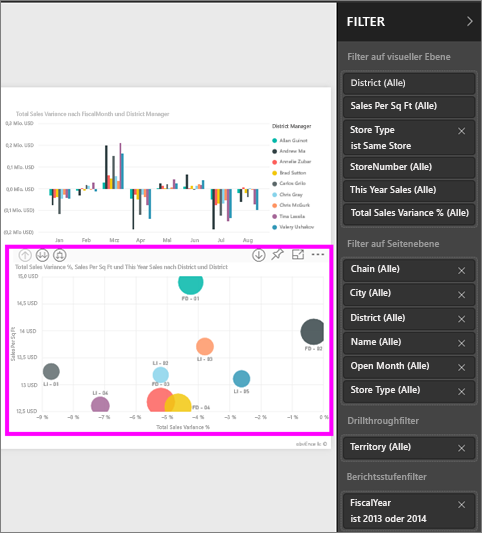 FILTER
Filter auf visueller Ebene
District (Alle)
Sales Per Sq Ft (Alle)
Store Type
ist Same Store
StoreNumber (Alle)
This Year Sales (Alle)
Total Sales Variance % (Alle)
Filter auf Seitenebene
Chain (Alle)
City (Alle)
District (Alle)
Name (Alle)
Open Month (Alle)
Store Type (Alle)
Drillthroughfilter
Territory (Alle)
Berichtsstufenfilter
FiscalYear
ist 2013 oder 2014
Total Sales Variance nach FiscalMonth und District Manager
0,2 Mio. USD
0,1 Mio. USD
0,0 Mio. USD
(0,1 Mio. USD)
(0,2 Mio. USD)
Jan Feb Mrz Apr Mai Jun Jul Aug
District Manager
Allan Guinot
Andrew Ma
Annelie Zubar
Brad Sutton
Carlos Grilo
Chris Gray
Chris McGurk
Tina Lassila
Valery Ushakov
Total Sales Variance %, Sales Per Sq Ft und This Year Sales nach District und District
Sales Per Sq Ft
15,0 USD
14,5 USD
14 USD
13,5 USD
13 USD
12,5 USD
FD - 01
FD - 02
LI - 03
LI - 02
FD - 03
LI - 05
LI - 04
FD - 04
−9 % −8 % −7 % −6 % −5 % −4 % −3 % −2 % −1 % 0 %
Total Sales Variance %